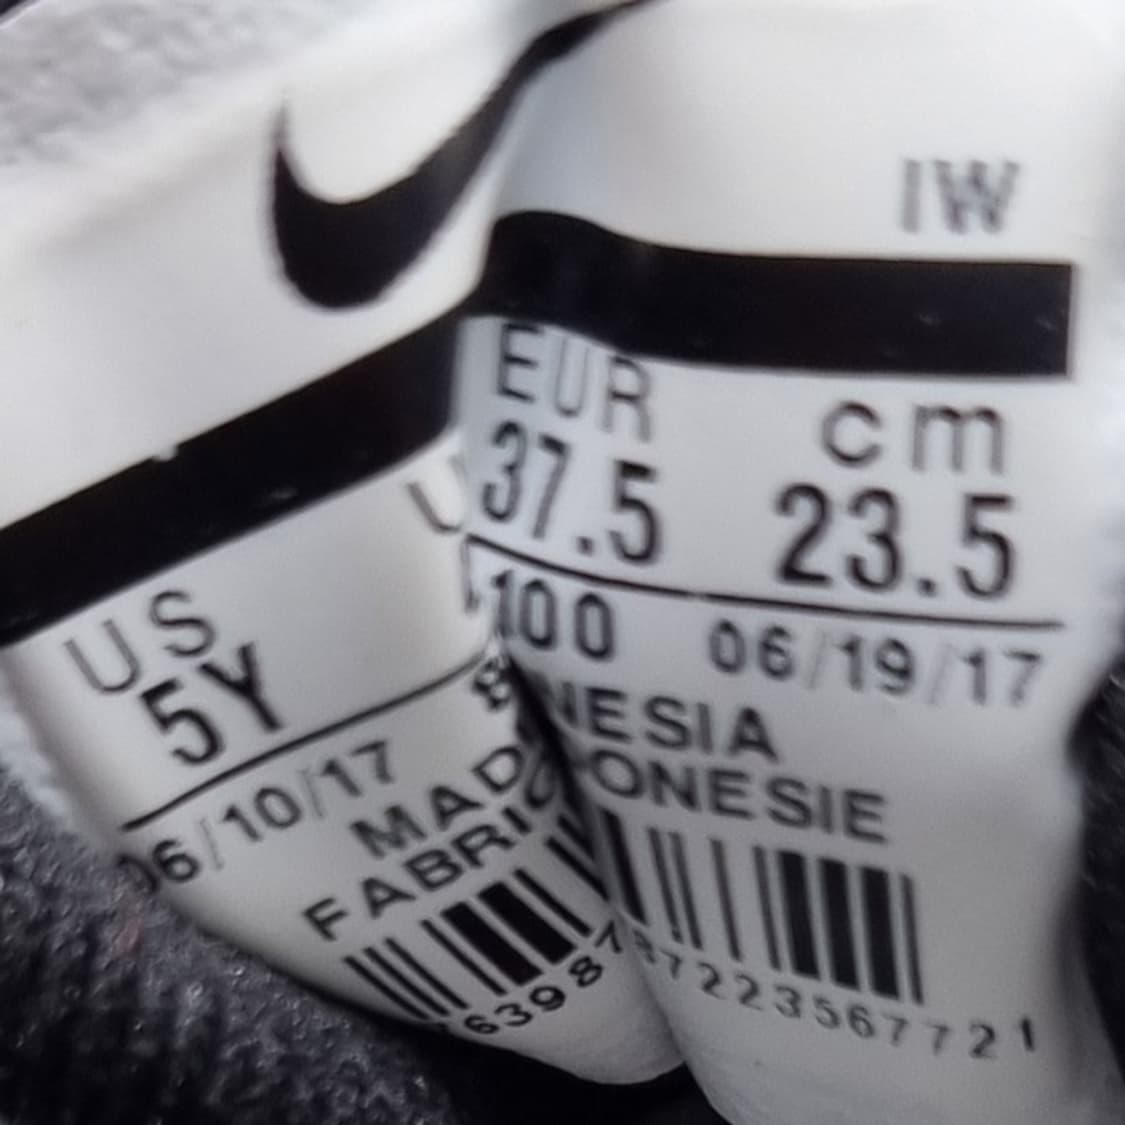 IW
US EUR cm
5Y 37.5 23.5
06/10/17 100 06/19/17
MAD NESIA
FABRI ONESIE
6398 7223567721